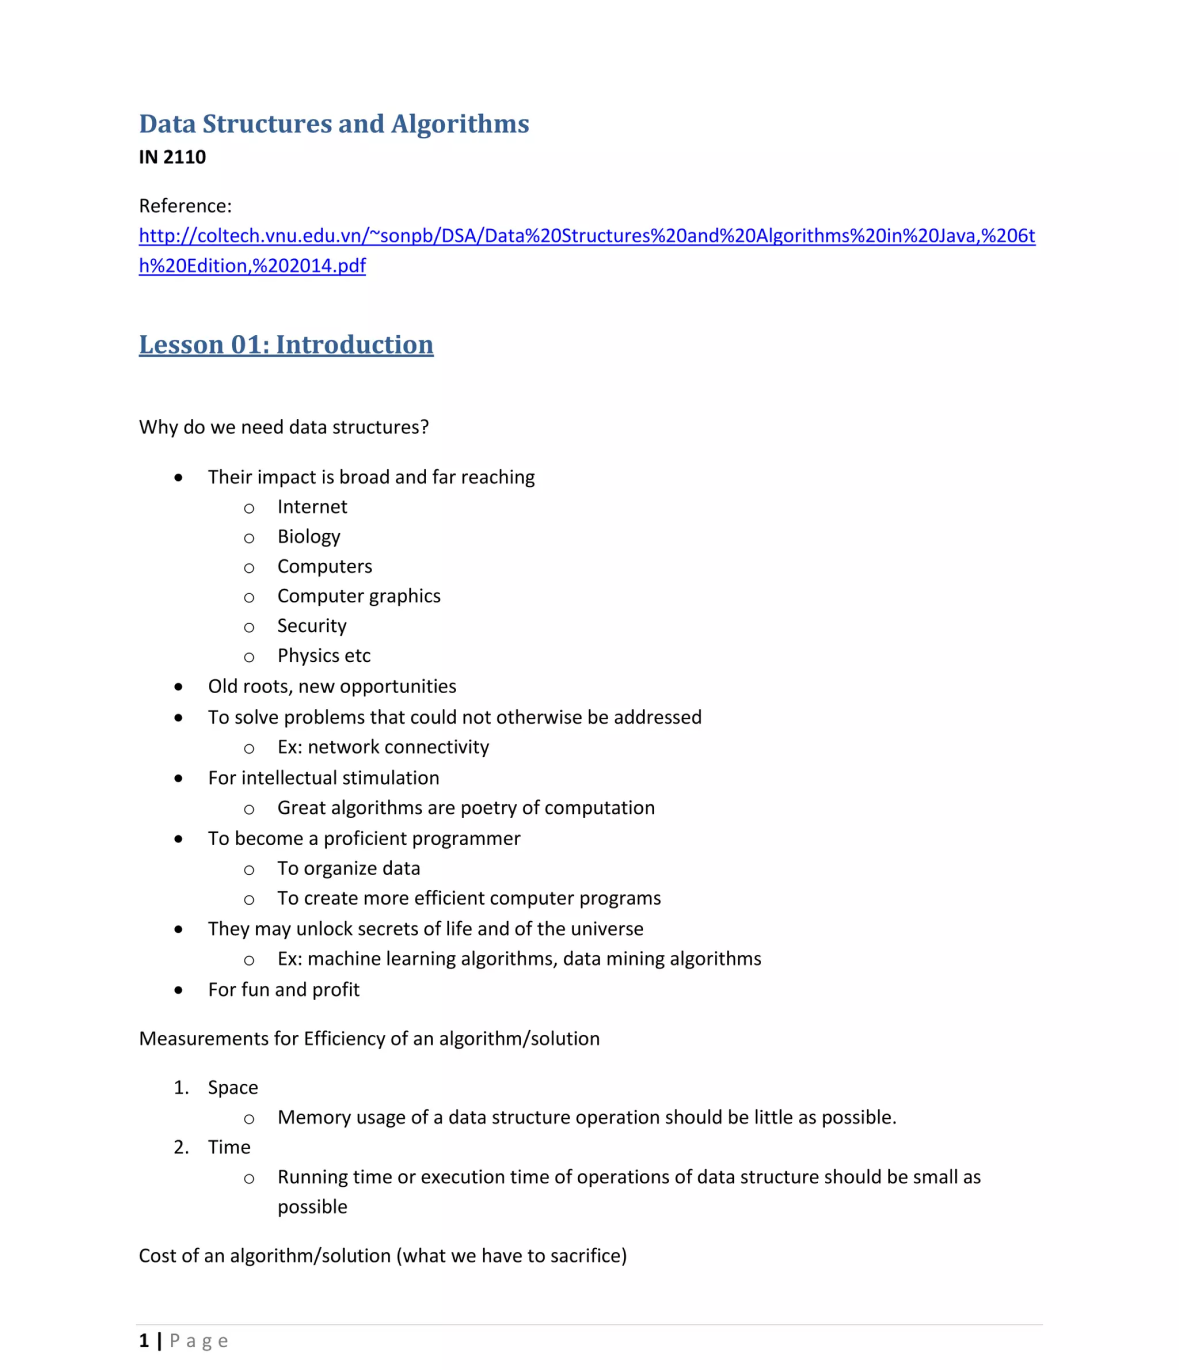 Data Structures and Algorithms
IN 2110
Reference:
http://coltech.vnu.edu.vn/~sonpb/DSA/Data%20Structures%20and%20Algorithms%20in%20Java,%206t
h%20Edition,%202014.pdf
Lesson 01: Introduction
Why do we need data structures?
• Their impact is broad and far reaching
o Internet
o Biology
o Computers
o Computer graphics
o Security
o Physics etc
• Old roots, new opportunities
• To solve problems that could not otherwise be addressed
o Ex: network connectivity
• For intellectual stimulation
o Great algorithms are poetry of computation
• To become a proficient programmer
o To organize data
o To create more efficient computer programs
• They may unlock secrets of life and of the universe
o Ex: machine learning algorithms, data mining algorithms
• For fun and profit
Measurements for Efficiency of an algorithm/solution
1. Space
o Memory usage of a data structure operation should be little as possible.
2. Time
o Running time or execution time of operations of data structure should be small as
possible
Cost of an algorithm/solution (what we have to sacrifice)
1 | Page